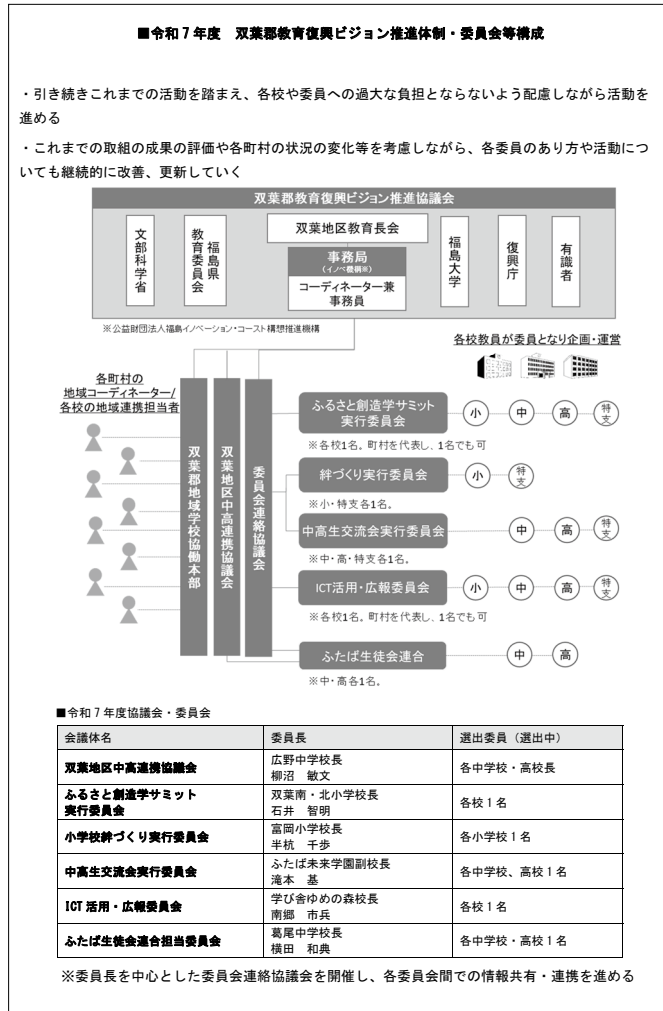 ■令和７年度　双葉郡教育復興ビジョン推進体制・委員会等構成
・引き続きこれまでの活動を踏まえ、各校や委員への過大な負担とならないよう配慮しながら活動を
進める
・これまでの取組の成果の評価や各町村の状況の変化等を考慮しながら、各委員のあり方や活動につ
いても継続的に改善、更新していく
双葉郡教育復興ビジョン推進協議会
文部科学省
福島県
教育委員会
双葉地区教育長会
事務局
(イノベ機構※)
コーディネーター兼
事務員
福島大学
復興庁
有識者
※公益財団法人福島イノベーション・コースト構想推進機構
各校教員が委員となり企画・運営
各町村の
地域コーディネーター/
各校の地域連携担当者
双葉郡地域学校協働本部
双葉地区中高連携協議会
委員会連絡協議会
ふるさと創造学サミット
実行委員会
小 中 高 特支
※各校1名。町村を代表し、1名でも可
絆づくり実行委員会
小 特支
※小・特支各1名。
中高生交流会実行委員会
中 高 特支
※中・高・特支各1名。
ICT活用・広報委員会
小 中 高 特支
※各校1名。町村を代表し、1名でも可
ふたば生徒会連合
中 高
※中・高各1名。
■令和７年度協議会・委員会
会議体名 委員長 選出委員（選出中）
双葉地区中高連携協議会 広野中学校長 各中学校・高校長
柳沼　敏文
ふるさと創造学サミット 双葉南・北小学校長 各校１名
実行委員会 石井　智明
小学校絆づくり実行委員会 富岡小学校長 各小学校１名
半杭　千歩
中高生交流会実行委員会 ふたば未来学園副校長 各中学校、高校１名
滝本　基
ICT 活用・広報委員会 学び舎ゆめの森校長 各校１名
南郷　市兵
ふたば生徒会連合担当委員会 葛尾中学校長 各中学校・高校１名
横田　和典
※委員長を中心とした委員会連絡協議会を開催し、各委員会間での情報共有・連携を進める